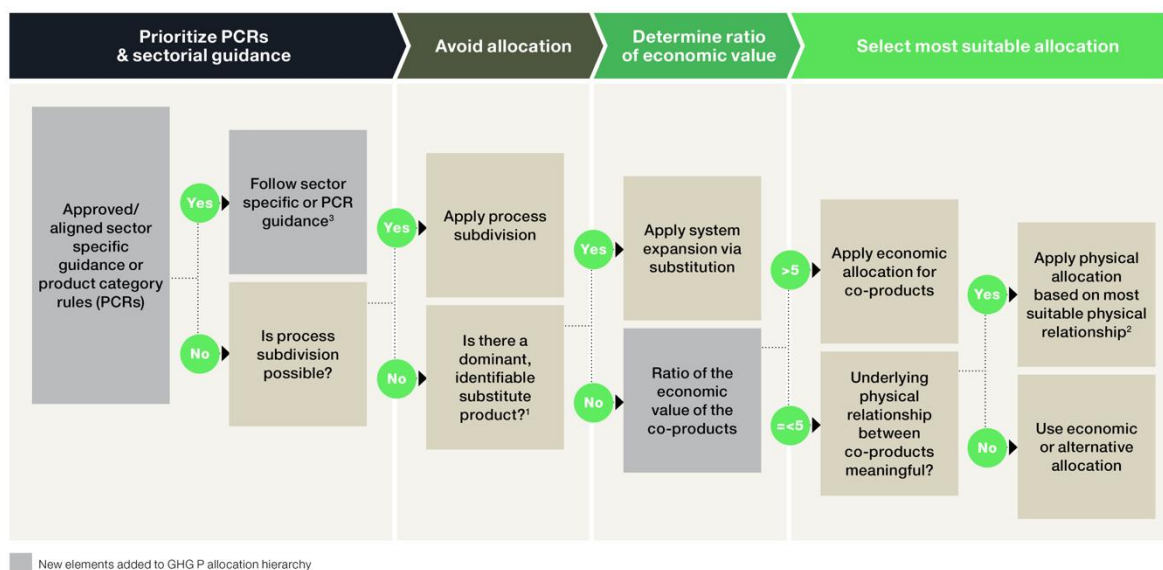 Prioritize PCRs
& sectorial guidance
Avoid allocation
Determine ratio
of economic value
Select most suitable allocation
Approved/
aligned sector
specific
guidance or
product category
rules (PCRs)
Yes
No
Follow sector
specific or PCR
guidance³
Is process
subdivision
possible?
Yes
No
Apply process
subdivision
Is there a
dominant,
identifiable
substitute
product?¹
Yes
No
Apply system
expansion via
substitution
Ratio of the
economic
value of the
co-products
>5
=<5
Apply economic
allocation for
co-products
Underlying
physical
relationship
between
co-products
meaningful?
Yes
No
Apply physical
allocation
based on most
suitable physical
relationship²
Use economic
or alternative
allocation
New elements added to GHG P allocation hierarchy